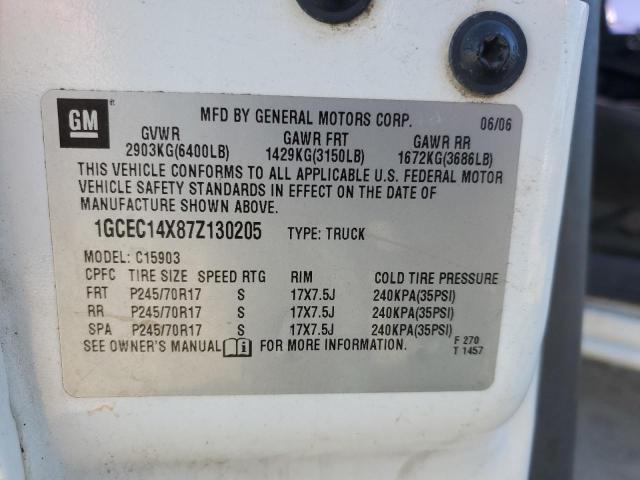 GM
MFD BY GENERAL MOTORS CORP. 06/06
GVWR GAWR FRT GAWR RR
2903KG(6400LB) 1429KG(3150LB) 1672KG(3686LB)
THIS VEHICLE CONFORMS TO ALL APPLICABLE U.S. FEDERAL MOTOR
VEHICLE SAFETY STANDARDS IN EFFECT ON THE DATE OF
MANUFACTURE SHOWN ABOVE.
1GCEC14X87Z130205 TYPE: TRUCK
MODEL: C15903
CPFC TIRE SIZE SPEED RTG RIM COLD TIRE PRESSURE
FRT P245/70R17 S 17X7.5J 240KPA(35PSI)
RR P245/70R17 S 17X7.5J 240KPA(35PSI)
SPA P245/70R17 S 17X7.5J 240KPA(35PSI)
SEE OWNER'S MANUAL FOR MORE INFORMATION.
F 270
T 1457